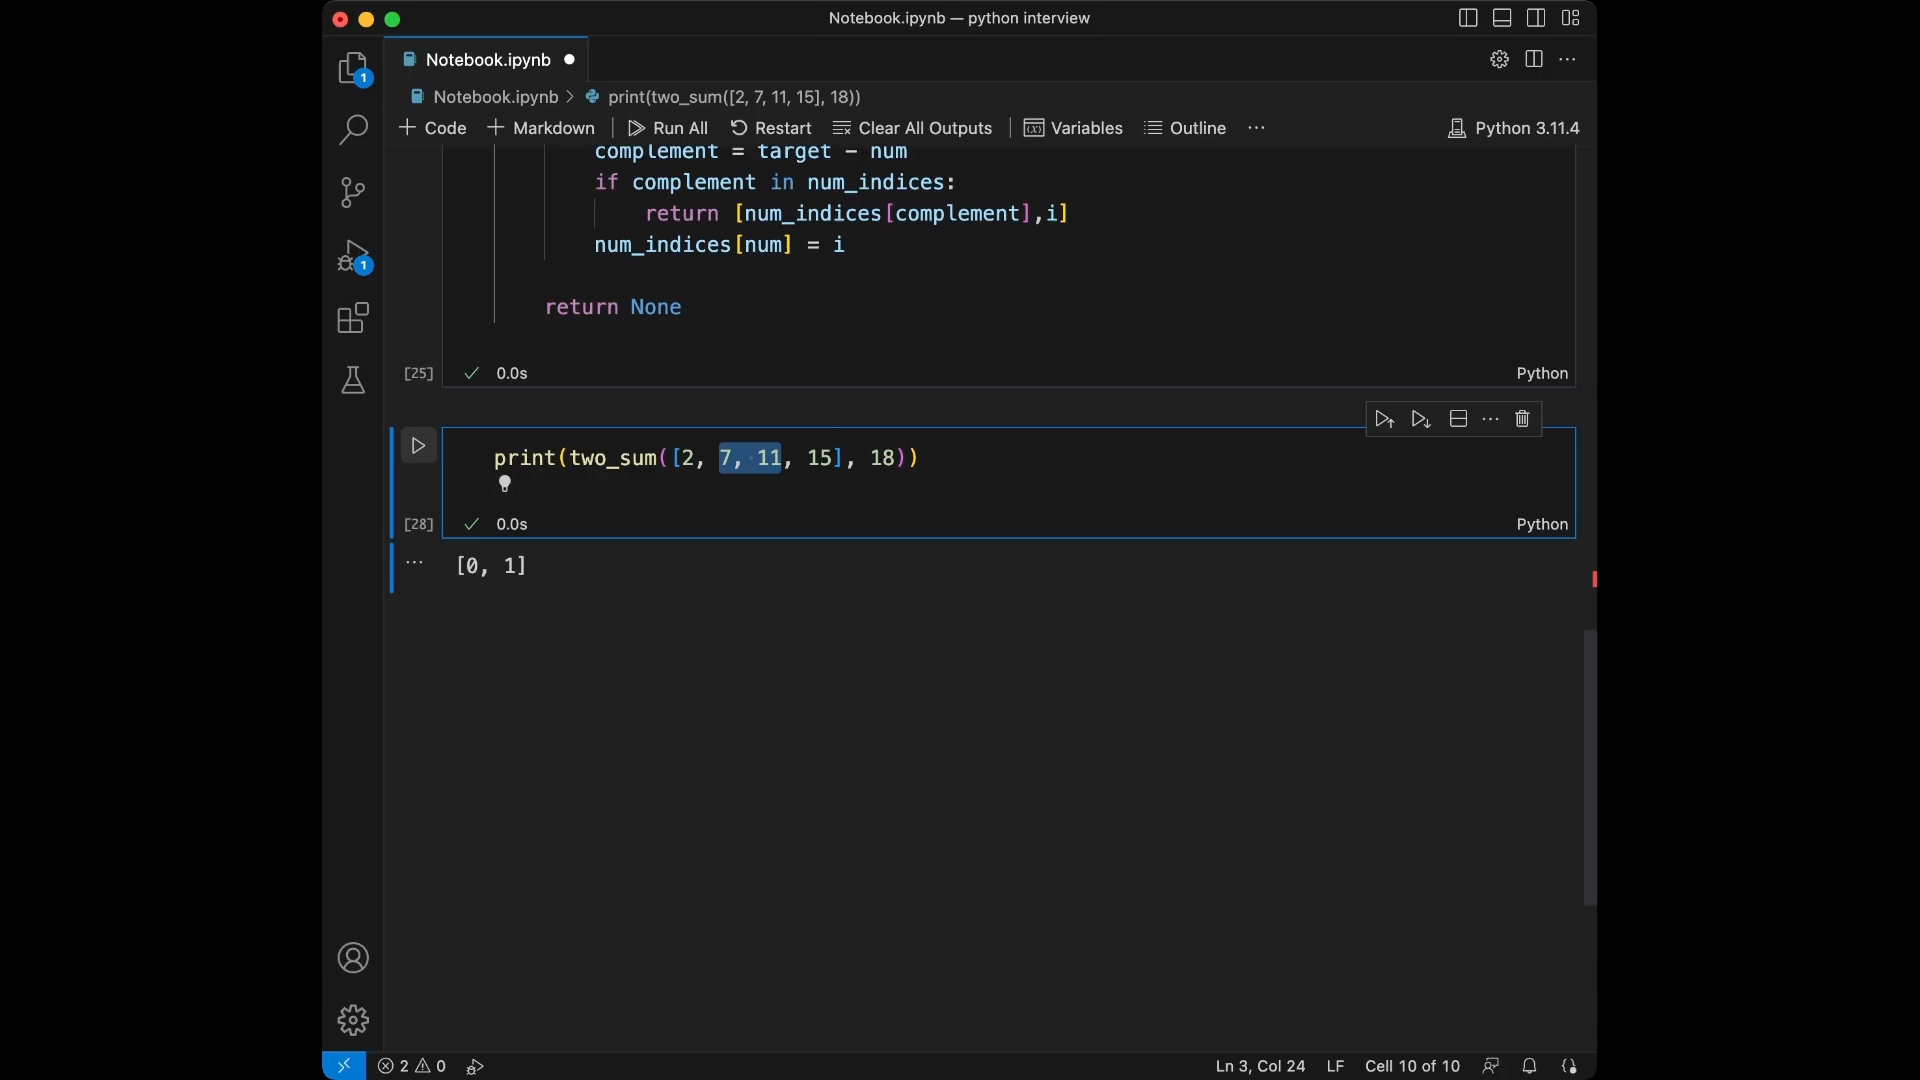 Notebook.ipynb — python interview
Notebook.ipynb
Notebook.ipynb > print(two_sum([2, 7, 11, 15], 18))
+ Code + Markdown | Run All Restart Clear All Outputs | Variables Outline ··· Python 3.11.4
complement = target - num
if complement in num_indices:
return [num_indices[complement],i]
num_indices[num] = i
return None
[25] ✓ 0.0s Python
print(two_sum([2, 7, 11, 15], 18))
[28] ✓ 0.0s Python
[0, 1]
1
1
2 0 Ln 3, Col 24 LF Cell 10 of 10